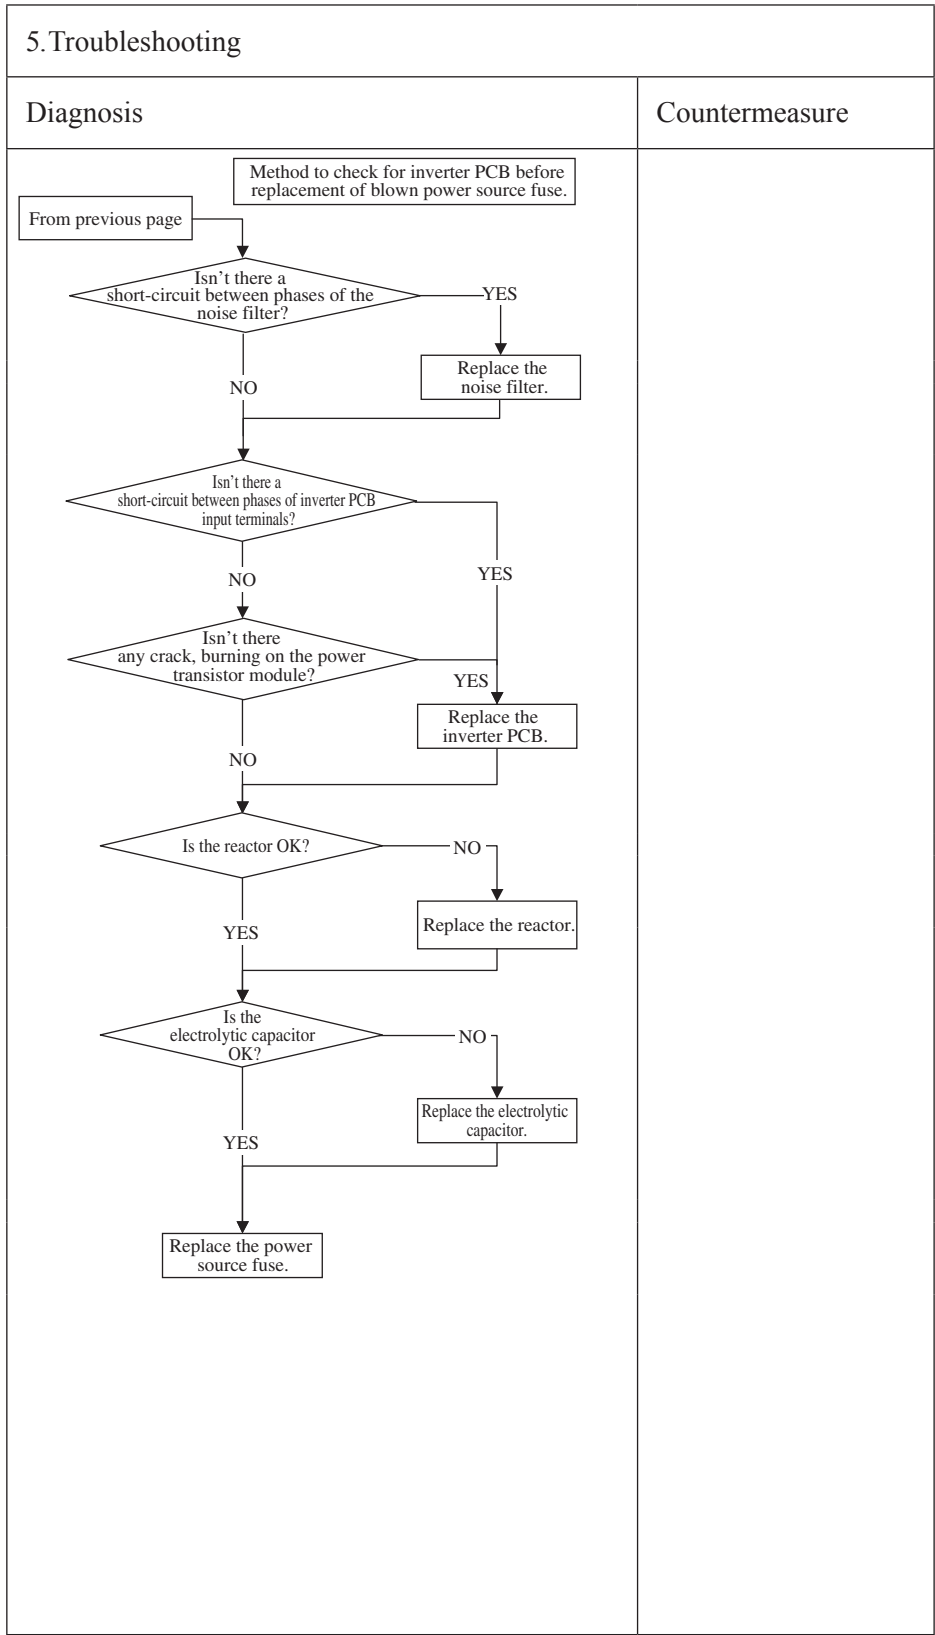 5.Troubleshooting
Diagnosis
Countermeasure
Method to check for inverter PCB before
replacement of blown power source fuse.
From previous page
Isn't there a
short-circuit between phases of the
noise filter?
YES
Replace the
noise filter.
NO
Isn't there a
short-circuit between phases of inverter PCB
input terminals?
YES
NO
Isn't there
any crack, burning on the power
transistor module?
YES
Replace the
inverter PCB.
NO
Is the reactor OK?
NO
Replace the reactor.
YES
Is the
electrolytic capacitor
OK?
NO
Replace the electrolytic
capacitor.
YES
Replace the power
source fuse.